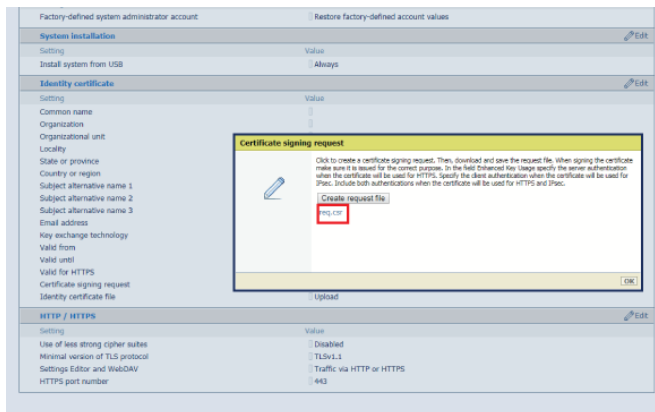 Factory-defined system administrator account Restore factory-defined account values
System installation Edit
Setting Value
Install system from USB Always
Identity certificate Edit
Setting Value
Common name
Organization
Organizational unit
Locality
State or province
Country or region
Subject alternative name 1
Subject alternative name 2
Subject alternative name 3
Email address
Key exchange technology
Valid from
Valid until
Valid for HTTPS
Certificate signing request
Identity certificate file Upload
Certificate signing request
Click to create a certificate signing request. Then, download and save the request file. When signing the certificate
make sure it is issued for the correct purpose. In the field Enhanced Key Usage specify the server authentication
when the certificate will be used for HTTPS. Specify the client authentication when the certificate will be used for
IPsec. Include both authentications when the certificate will be used for HTTPS and IPsec.
Create request file
req.csr
OK
HTTP / HTTPS Edit
Setting Value
Use of less strong cipher suites Disabled
Minimal version of TLS protocol TLSv1.1
Settings Editor and WebDAV Traffic via HTTP or HTTPS
HTTPS port number 443